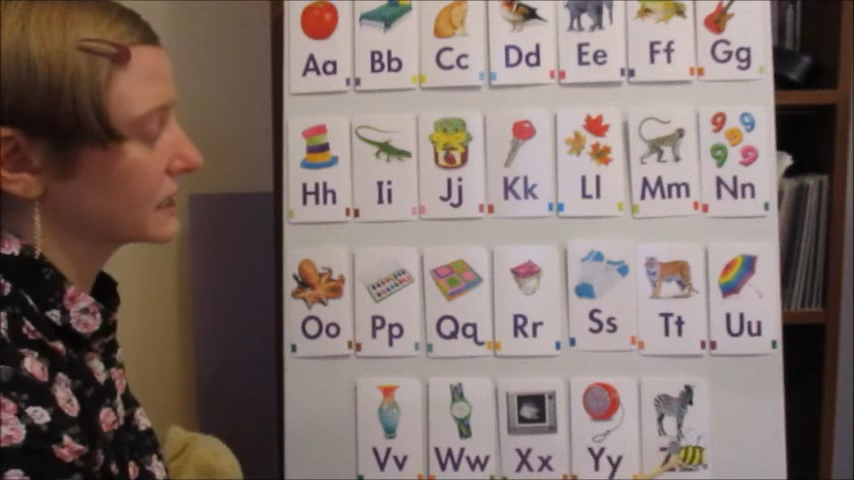 Aa Bb Cc Dd Ee Ff Gg
Hh Ii Jj Kk Ll Mm Nn
Oo Pp Qq Rr Ss Tt Uu
Vv Ww Xx Yy